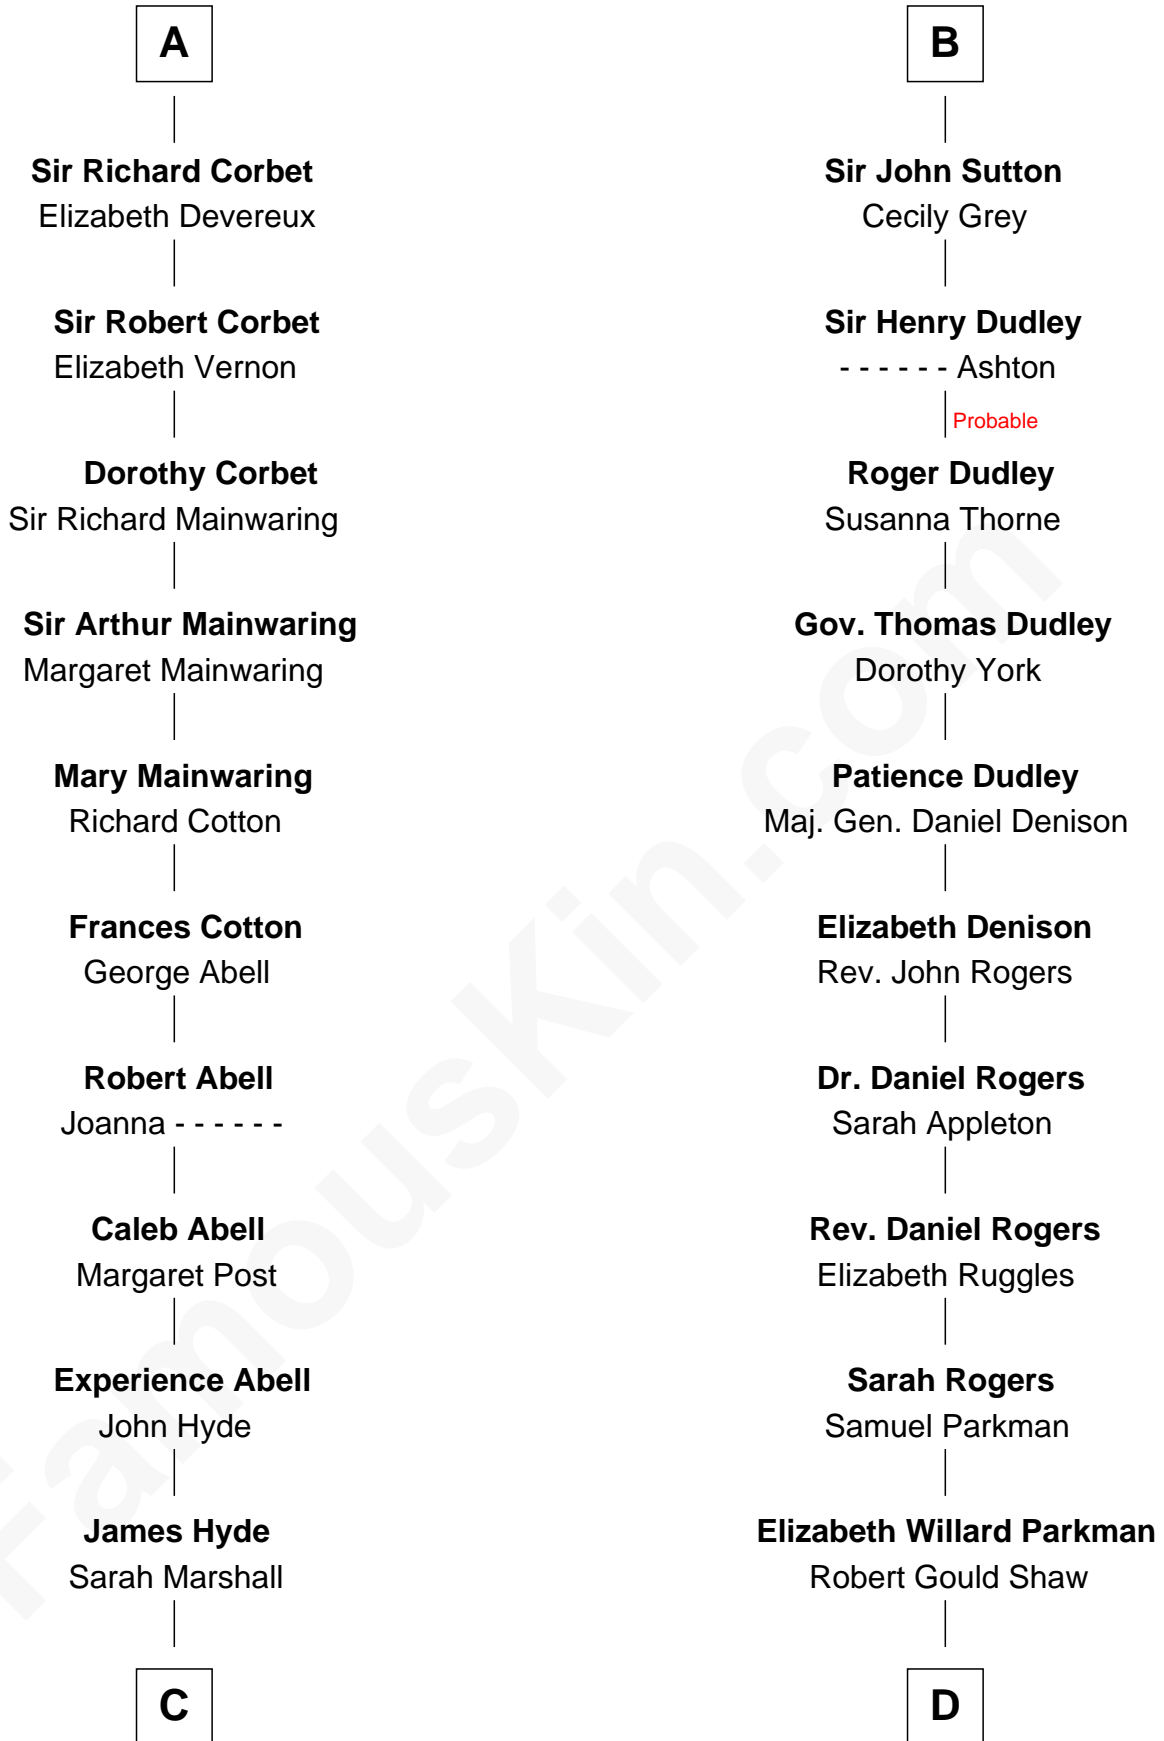 A
Sir Richard Corbet
Elizabeth Devereux
Sir Robert Corbet
Elizabeth Vernon
Dorothy Corbet
Sir Richard Mainwaring
Sir Arthur Mainwaring
Margaret Mainwaring
Mary Mainwaring
Richard Cotton
Frances Cotton
George Abell
Robert Abell
Joanna - - - - - -
Caleb Abell
Margaret Post
Experience Abell
John Hyde
James Hyde
Sarah Marshall
C
B
Sir John Sutton
Cecily Grey
Sir Henry Dudley
- - - - - - Ashton
Probable
Roger Dudley
Susanna Thorne
Gov. Thomas Dudley
Dorothy York
Patience Dudley
Maj. Gen. Daniel Denison
Elizabeth Denison
Rev. John Rogers
Dr. Daniel Rogers
Sarah Appleton
Rev. Daniel Rogers
Elizabeth Ruggles
Sarah Rogers
Samuel Parkman
Elizabeth Willard Parkman
Robert Gould Shaw
D
FamousKin.com